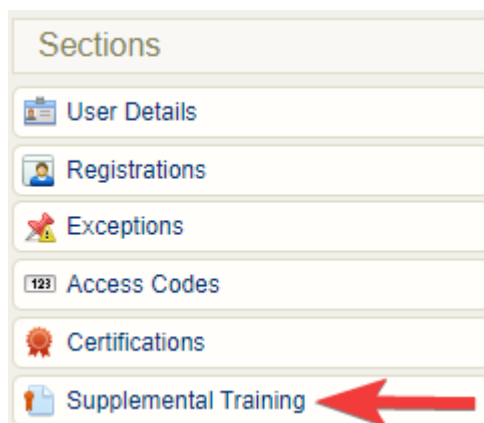 Sections
User Details
Registrations
Exceptions
123 Access Codes
Certifications
Supplemental Training